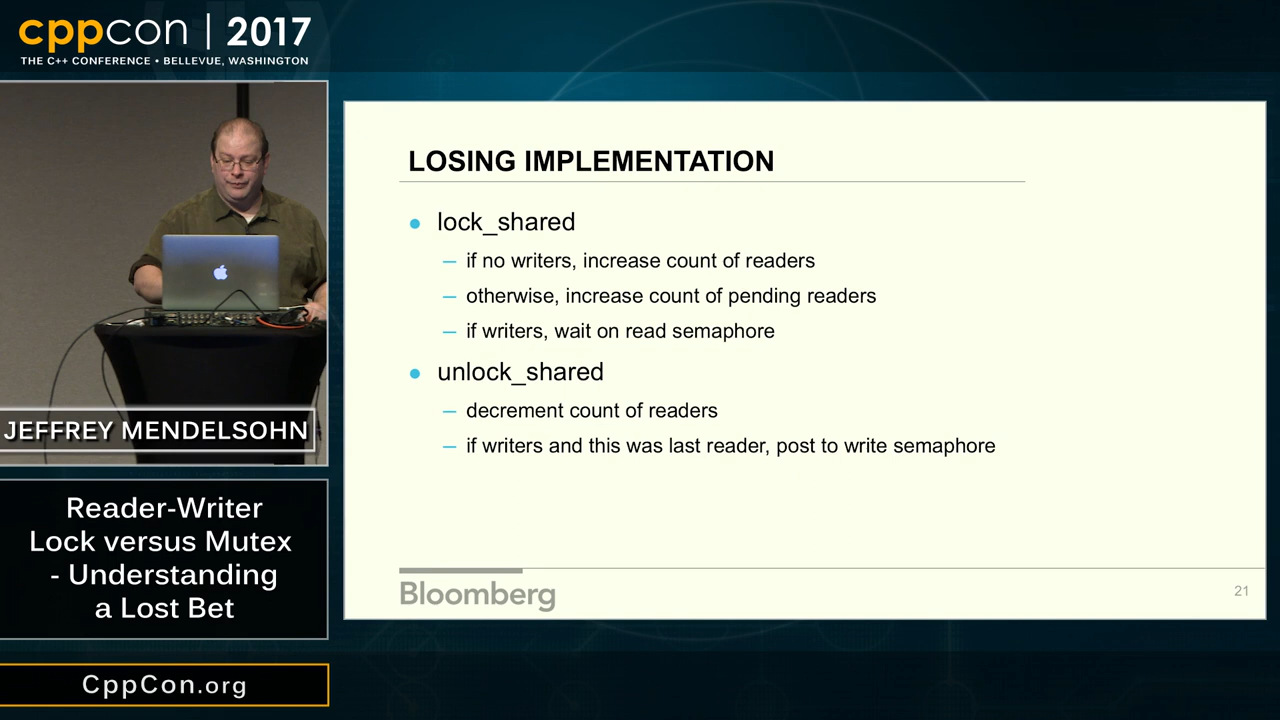 cppcon | 2017
THE C++ CONFERENCE • BELLEVUE, WASHINGTON
JEFFREY MENDELSOHN
Reader-Writer
Lock versus Mutex
- Understanding
a Lost Bet
CppCon.org
LOSING IMPLEMENTATION
● lock_shared
– if no writers, increase count of readers
– otherwise, increase count of pending readers
– if writers, wait on read semaphore
● unlock_shared
– decrement count of readers
– if writers and this was last reader, post to write semaphore
Bloomberg
21